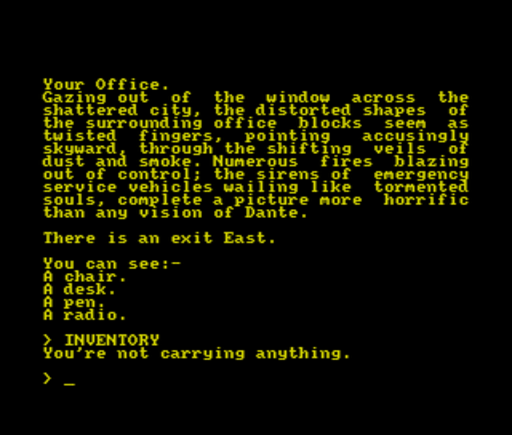 Your Office.
Gazing out of the window across the
shattered city, the distorted shapes of
the surrounding office blocks seem as
twisted fingers, pointing accusingly
skyward, through the shifting veils of
dust and smoke. Numerous fires blazing
out of control; the sirens of emergency
service vehicles wailing like tormented
souls, complete a picture more horrific
than any vision of Dante.
There is an exit East.
You can see:-
A chair.
A desk.
A pen.
A radio.
> INVENTORY
You're not carrying anything.
> _